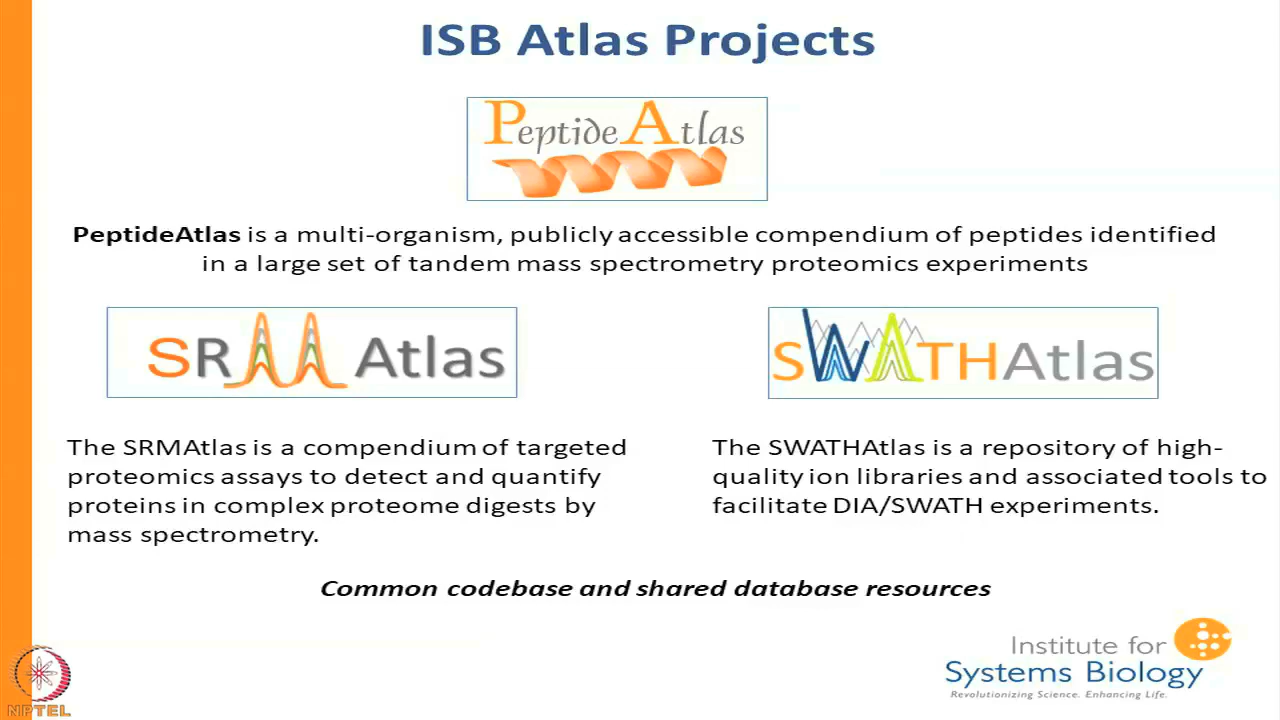 ISB Atlas Projects
PeptideAtlas
PeptideAtlas is a multi-organism, publicly accessible compendium of peptides identified
in a large set of tandem mass spectrometry proteomics experiments
SRMAtlas
SWATHAtlas
The SRMAtlas is a compendium of targeted
proteomics assays to detect and quantify
proteins in complex proteome digests by
mass spectrometry.
The SWATHAtlas is a repository of high-
quality ion libraries and associated tools to
facilitate DIA/SWATH experiments.
Common codebase and shared database resources
Institute for
Systems Biology
Revolutionizing Science. Enhancing Life.
NPTEL